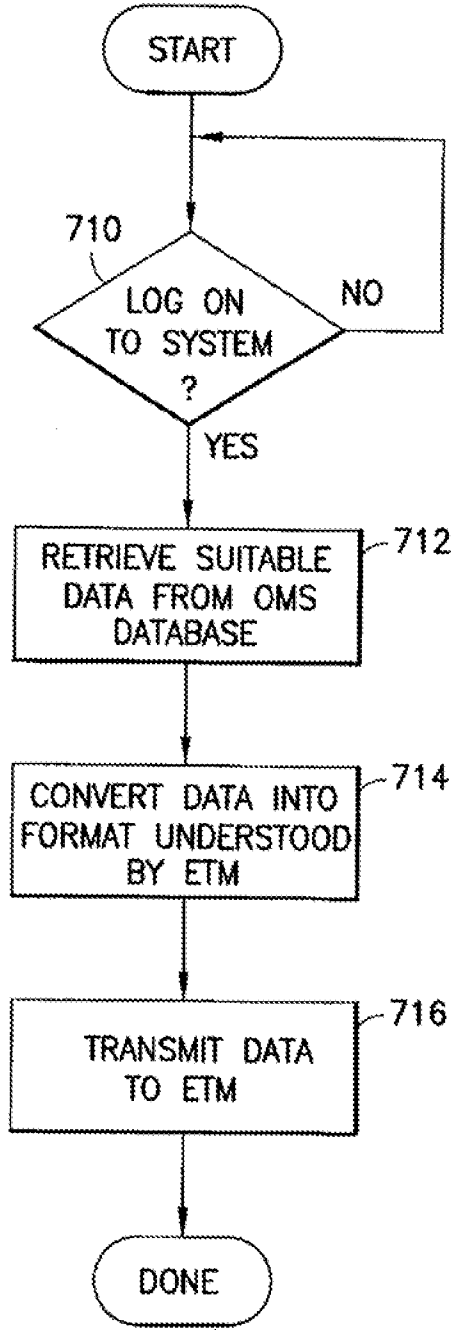 START
710
LOG ON
TO SYSTEM
?
NO
YES
712
RETRIEVE SUITABLE
DATA FROM OMS
DATABASE
714
CONVERT DATA INTO
FORMAT UNDERSTOOD
BY ETM
716
TRANSMIT DATA
TO ETM
DONE